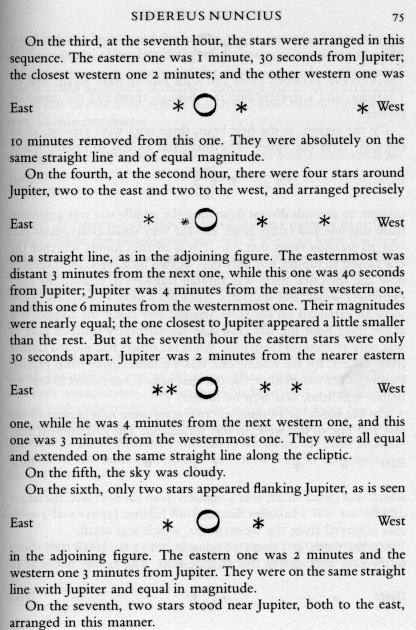 SIDEREUS NUNCIUS 75
On the third, at the seventh hour, the stars were arranged in this
sequence. The eastern one was 1 minute, 30 seconds from Jupiter;
the closest western one 2 minutes; and the other western one was
East * O * * West
10 minutes removed from this one. They were absolutely on the
same straight line and of equal magnitude.
On the fourth, at the second hour, there were four stars around
Jupiter, two to the east and two to the west, and arranged precisely
East * * O * * West
on a straight line, as in the adjoining figure. The easternmost was
distant 3 minutes from the next one, while this one was 40 seconds
from Jupiter; Jupiter was 4 minutes from the nearest western one,
and this one 6 minutes from the westernmost one. Their magnitudes
were nearly equal; the one closest to Jupiter appeared a little smaller
than the rest. But at the seventh hour the eastern stars were only
30 seconds apart. Jupiter was 2 minutes from the nearer eastern
East ** O * * West
one, while he was 4 minutes from the next western one, and this
one was 3 minutes from the westernmost one. They were all equal
and extended on the same straight line along the ecliptic.
On the fifth, the sky was cloudy.
On the sixth, only two stars appeared flanking Jupiter, as is seen
East * O * West
in the adjoining figure. The eastern one was 2 minutes and the
western one 3 minutes from Jupiter. They were on the same straight
line with Jupiter and equal in magnitude.
On the seventh, two stars stood near Jupiter, both to the east,
arranged in this manner.